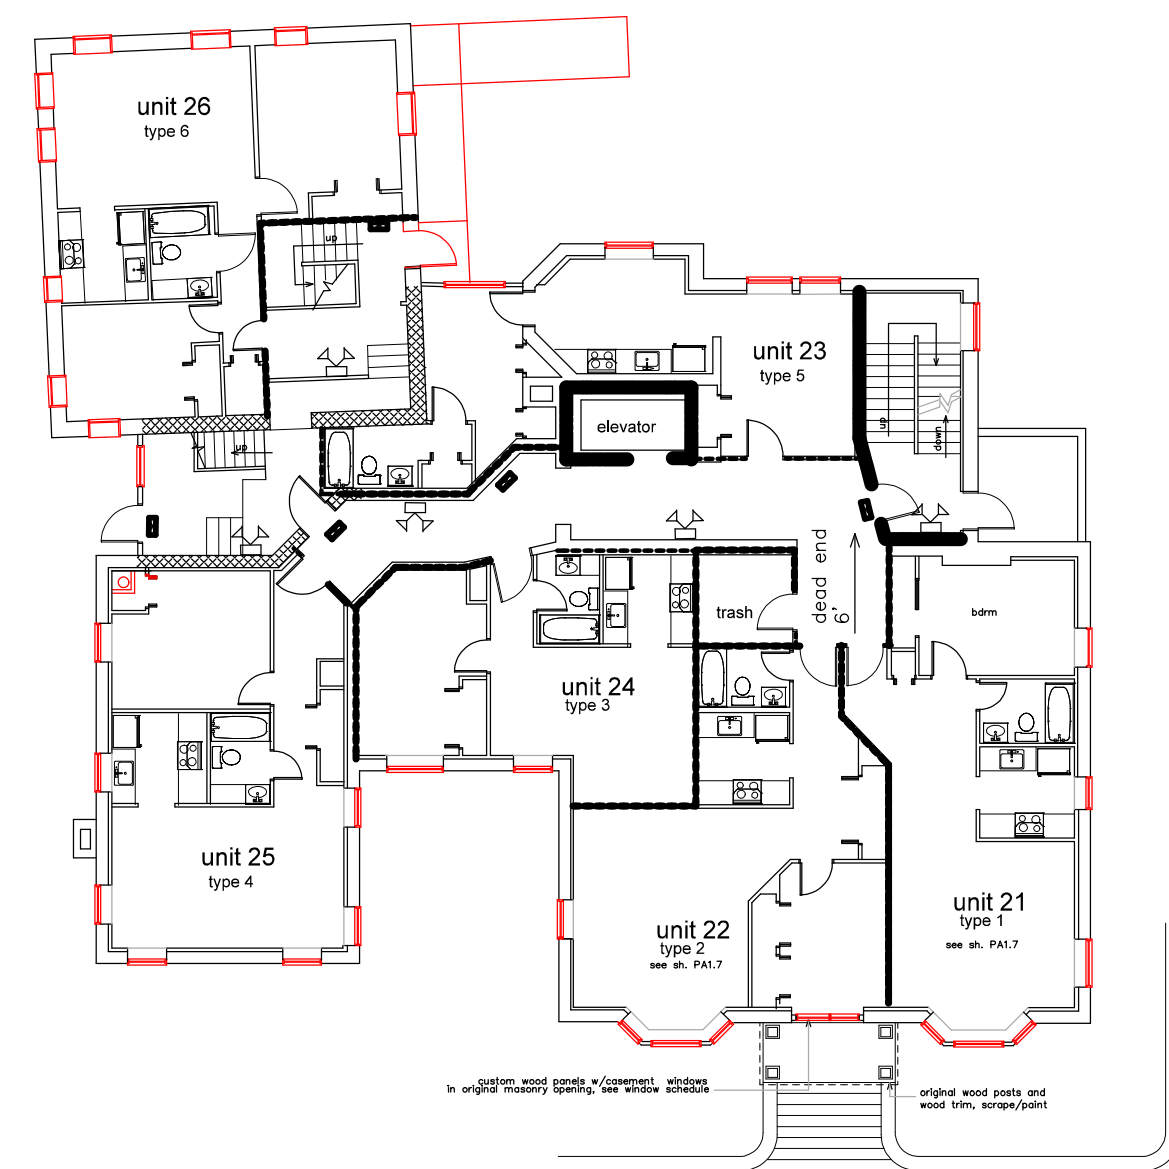 unit 26
type 6
up
unit 23
type 5
elevator
up
down
up
dead end
6'
trash
bdrm
unit 24
type 3
unit 25
type 4
unit 22
type 2
see sh. PA1.7
unit 21
type 1
see sh. PA1.7
custom wood panels w/casement windows
in original masonry opening, see window schedule
original wood posts and
wood trim, scrape/paint